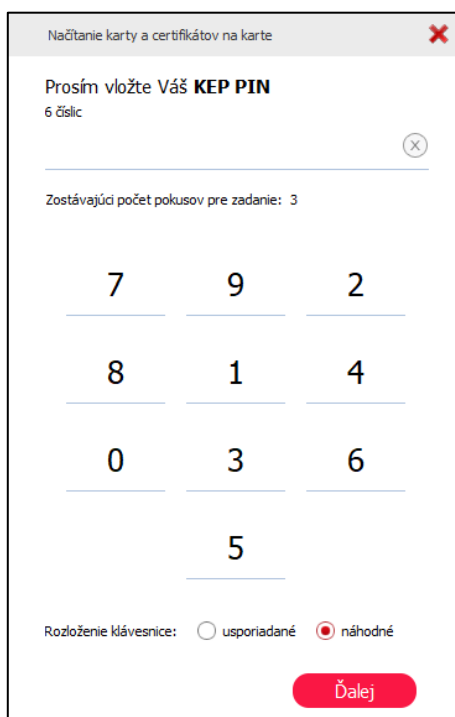 Načítanie karty a certifikátov na karte
Prosím vložte Váš KEP PIN
6 číslic
Zostávajúci počet pokusov pre zadanie: 3
7 9 2
8 1 4
0 3 6
5
Rozloženie klávesnice: usporiadané náhodné
Ďalej